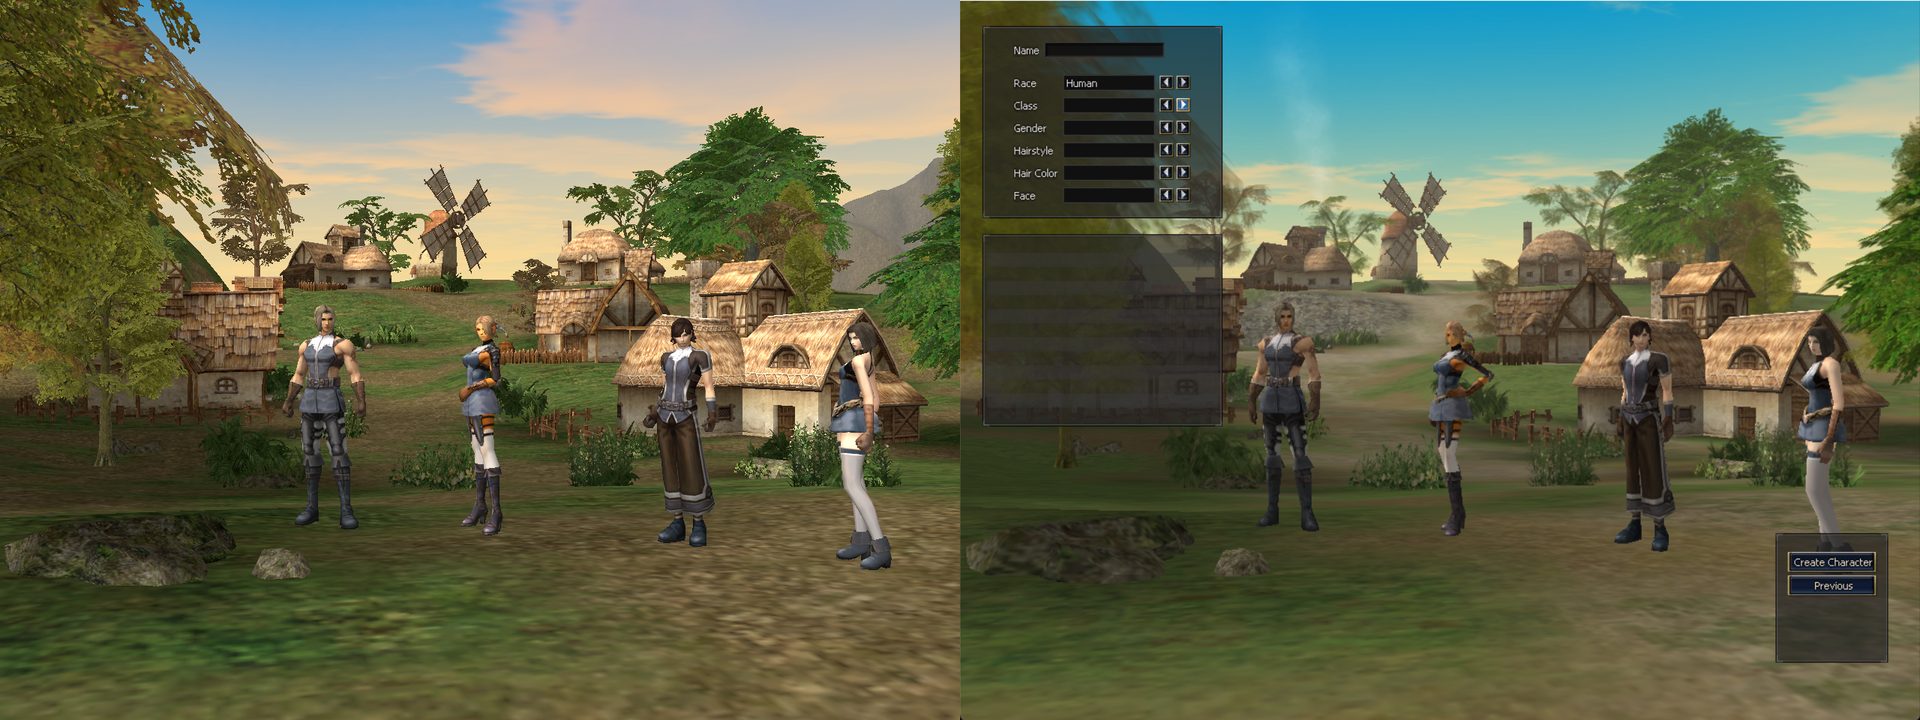 Name
Race Human
Class
Gender
Hairstyle
Hair Color
Face
Create Character
Previous